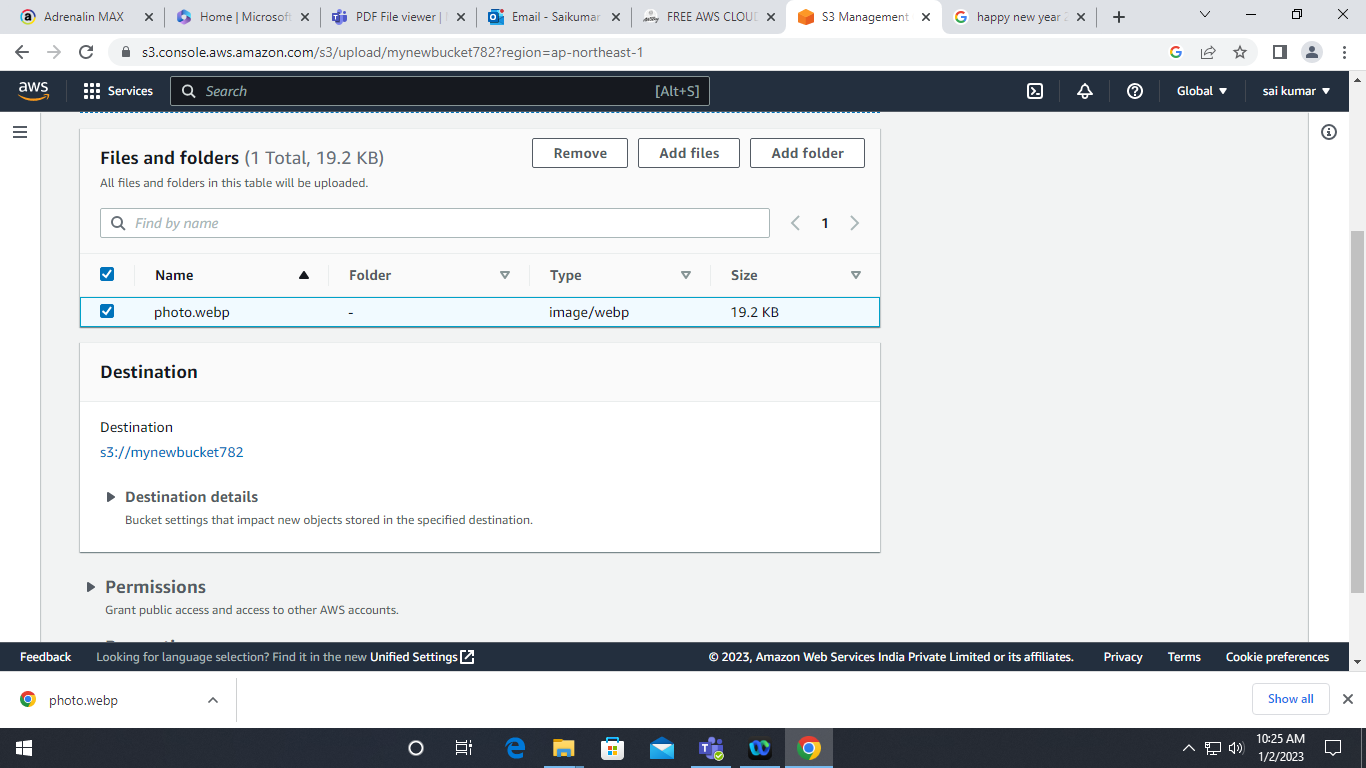 Adrenalin MAX
Home | Microsoft
PDF File viewer |
Email - Saikumar
FREE AWS CLOUD
S3 Management
happy new year 2
s3.console.aws.amazon.com/s3/upload/mynewbucket782?region=ap-northeast-1
aws
Services
Search
[Alt+S]
Global
sai kumar
Files and folders (1 Total, 19.2 KB)
Remove
Add files
Add folder
All files and folders in this table will be uploaded.
Find by name
1
Name Folder Type Size
photo.webp - image/webp 19.2 KB
Destination
Destination
s3://mynewbucket782
Destination details
Bucket settings that impact new objects stored in the specified destination.
Permissions
Grant public access and access to other AWS accounts.
Feedback Looking for language selection? Find it in the new Unified Settings © 2023, Amazon Web Services India Private Limited or its affiliates. Privacy Terms Cookie preferences
photo.webp
Show all
10:25 AM
1/2/2023